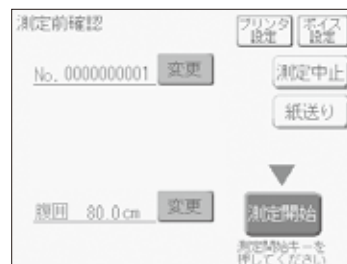 測定前確認
プリンタ
設定
ボイス
設定
No. 0000000001
変更
測定中止
紙送り
腹囲 80.0cm
変更
測定開始
測定開始キーを
押してください